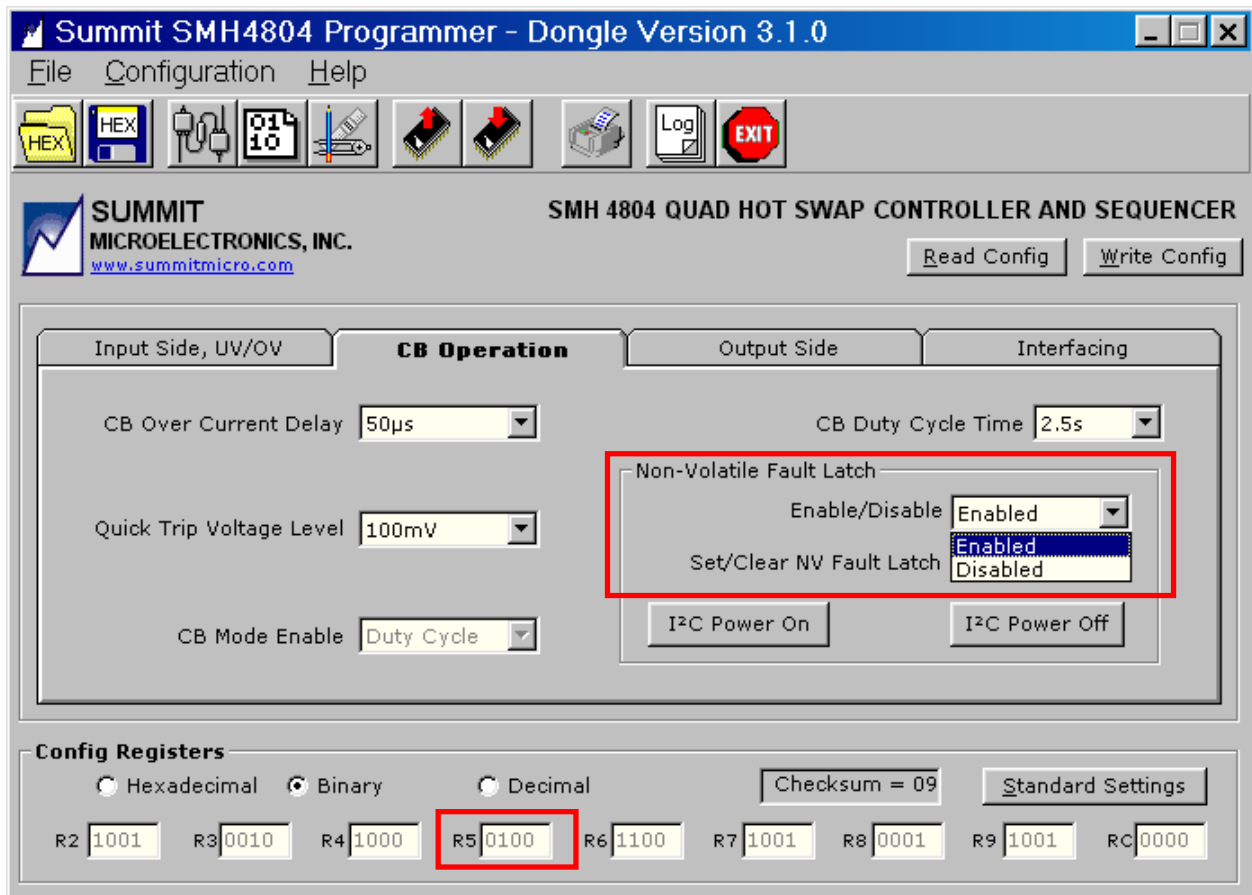 Summit SMH4804 Programmer - Dongle Version 3.1.0
File Configuration Help
HEX HEX 01 10 Log EXIT
SUMMIT
MICROELECTRONICS, INC.
www.summitmicro.com
SMH 4804 QUAD HOT SWAP CONTROLLER AND SEQUENCER
Read Config Write Config
Input Side, UV/OV CB Operation Output Side Interfacing
CB Over Current Delay 50µs CB Duty Cycle Time 2.5s
Non-Volatile Fault Latch
Enable/Disable Enabled
Quick Trip Voltage Level 100mV
Enabled
Set/Clear NV Fault Latch Disabled
CB Mode Enable Duty Cycle
I²C Power On I²C Power Off
Config Registers
Hexadecimal Binary Decimal Checksum = 09 Standard Settings
R2 1001 R3 0010 R4 1000 R5 0100 R6 1100 R7 1001 R8 0001 R9 1001 RC 0000